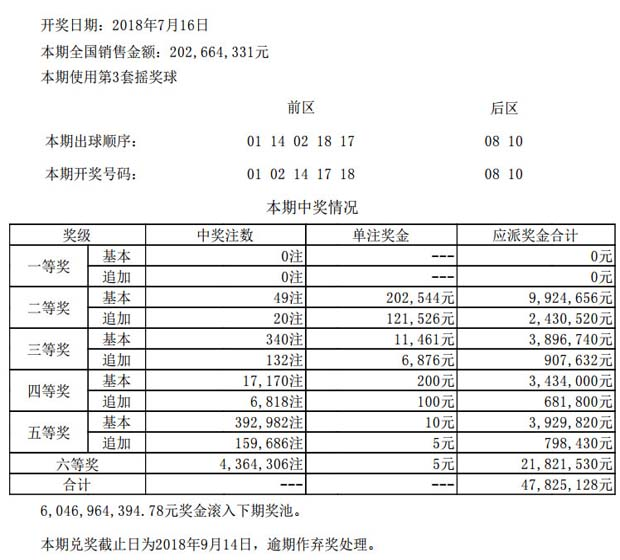 开奖日期：2018年7月16日
本期全国销售金额：202,664,331元
本期使用第3套摇奖球
前区 后区
本期出球顺序： 01 14 02 18 17 08 10
本期开奖号码： 01 02 14 17 18 08 10
本期中奖情况
奖级 中奖注数 单注奖金 应派奖金合计
一等奖 基本 0注 --- 0元
追加 0注 --- 0元
二等奖 基本 49注 202,544元 9,924,656元
追加 20注 121,526元 2,430,520元
三等奖 基本 340注 11,461元 3,896,740元
追加 132注 6,876元 907,632元
四等奖 基本 17,170注 200元 3,434,000元
追加 6,818注 100元 681,800元
五等奖 基本 392,982注 10元 3,929,820元
追加 159,686注 5元 798,430元
六等奖 4,364,306注 5元 21,821,530元
合计 --- --- 47,825,128元
6,046,964,394.78元奖金滚入下期奖池。
本期兑奖截止日为2018年9月14日，逾期作弃奖处理。